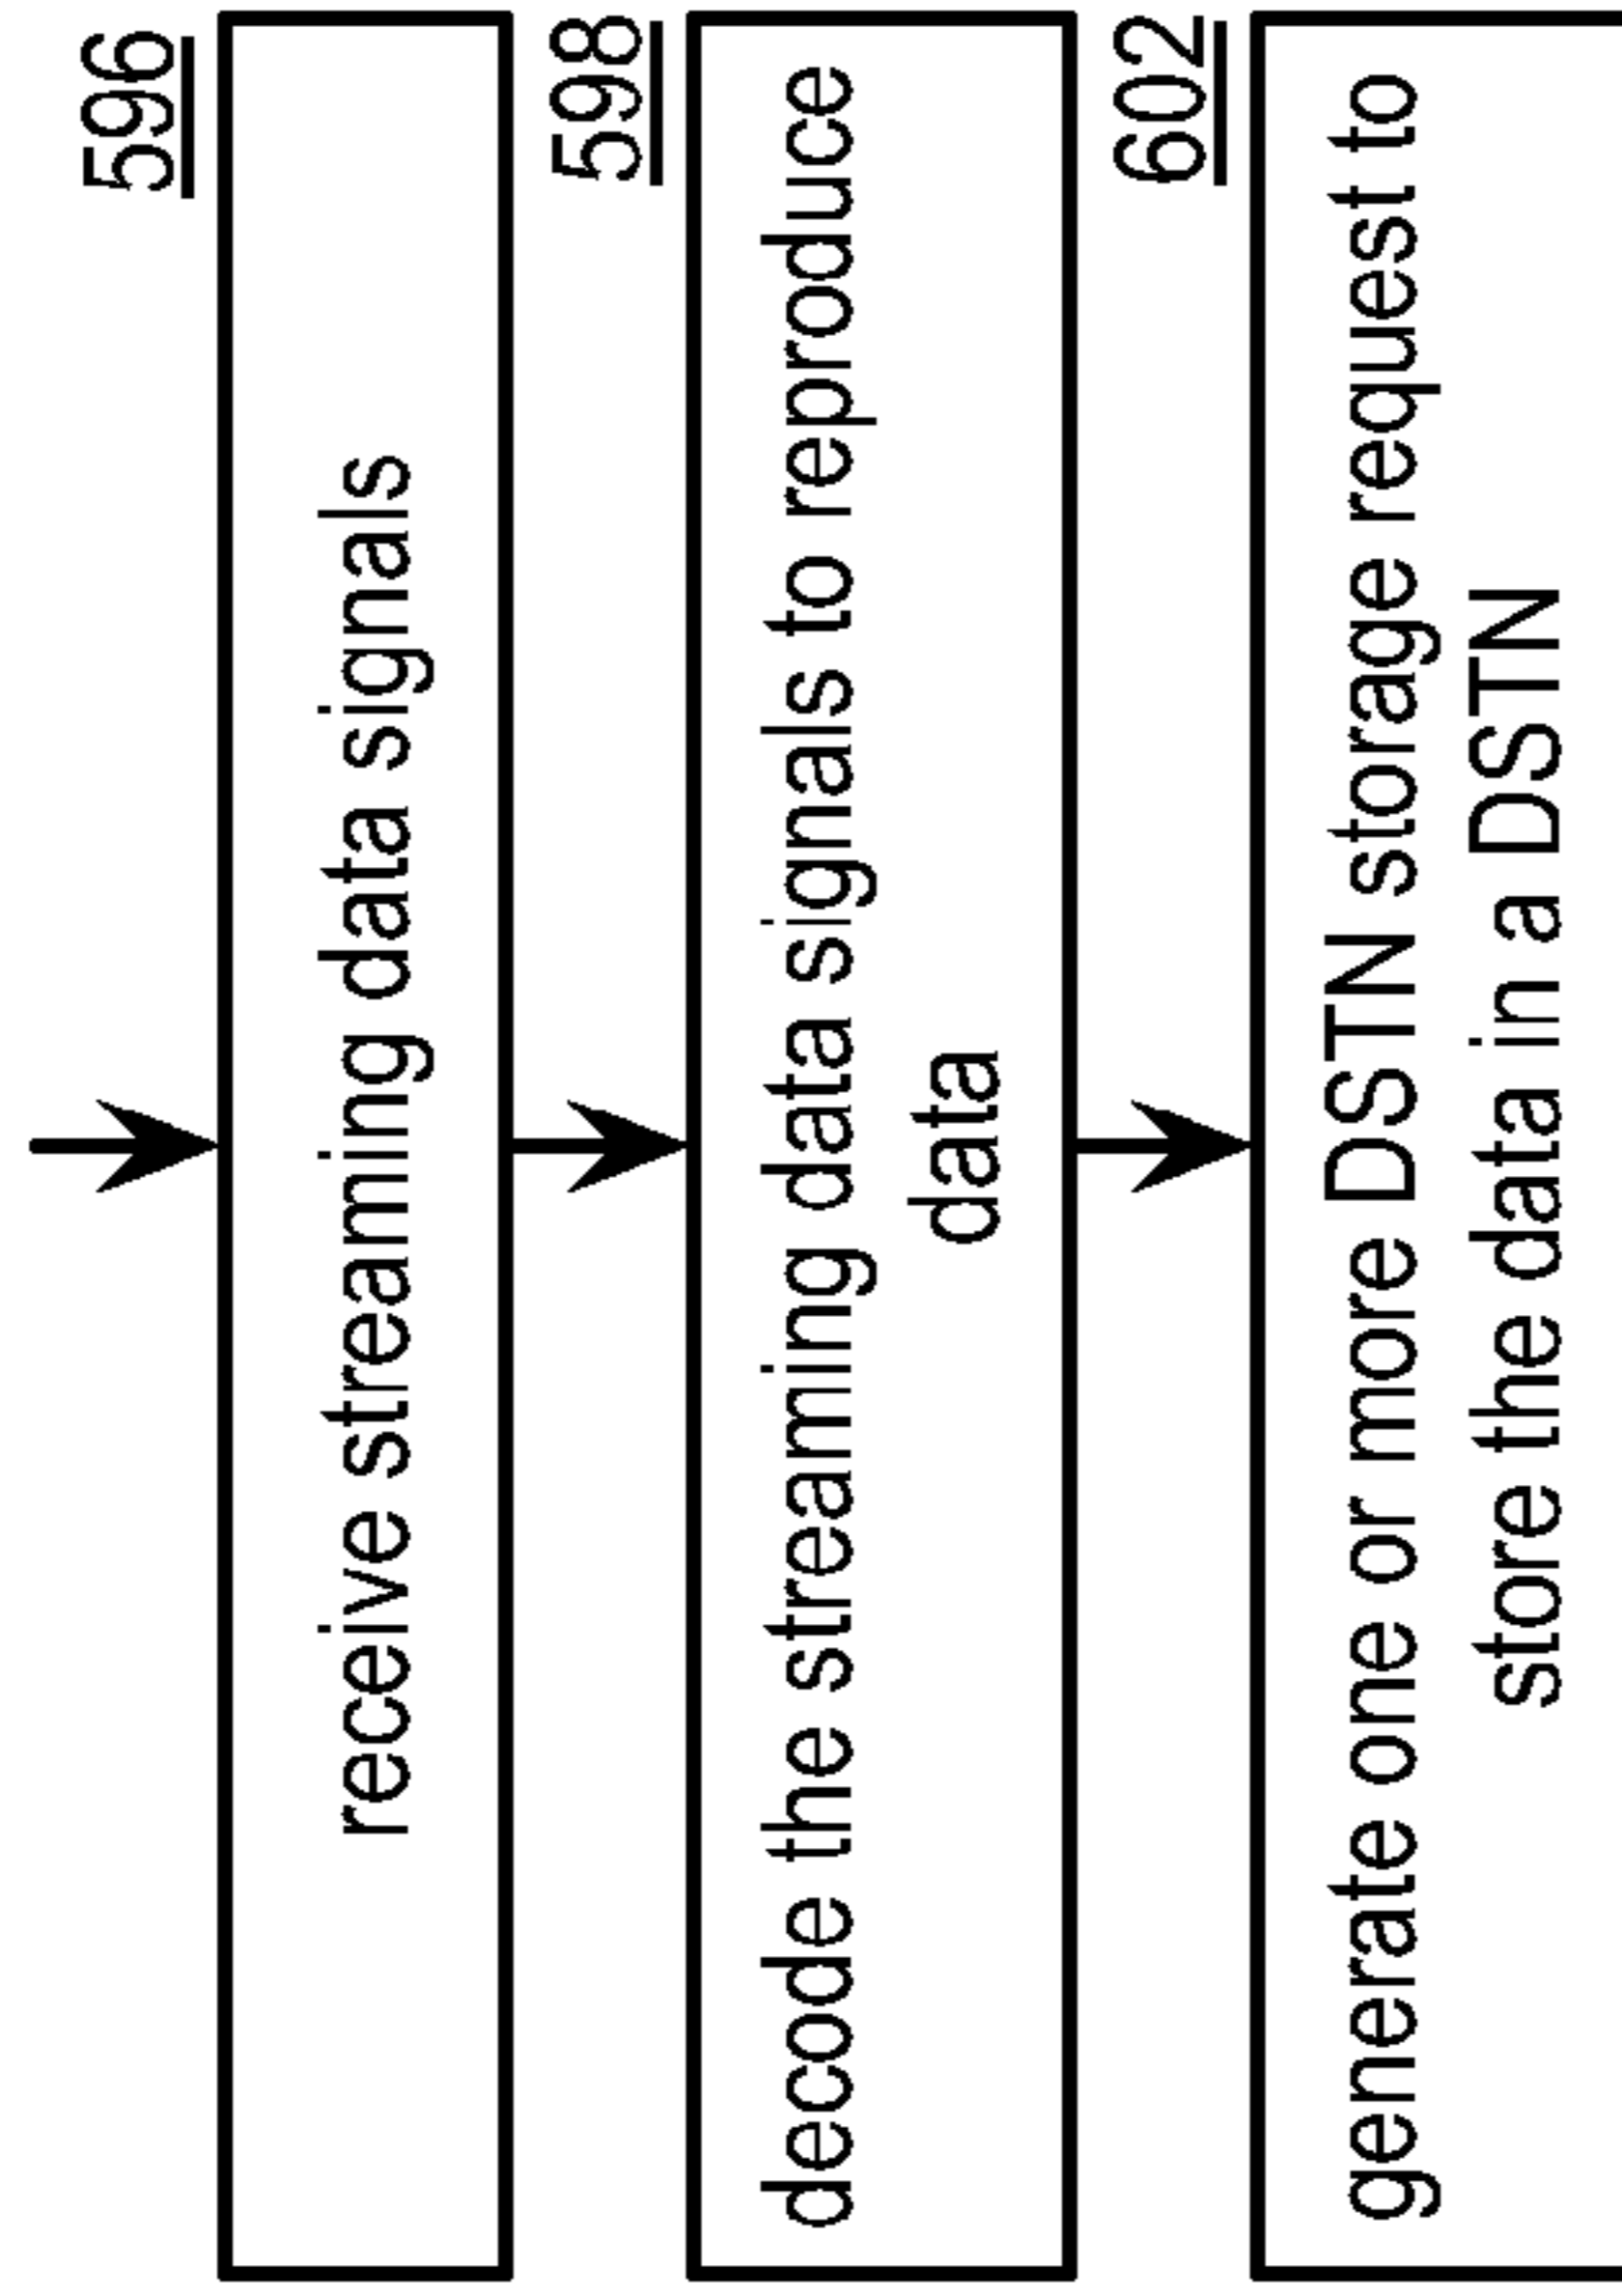 596
receive streaming data signals
598
decode the streaming data signals to reproduce
data
602
generate one or more DSTN storage request to
store the data in a DSTN